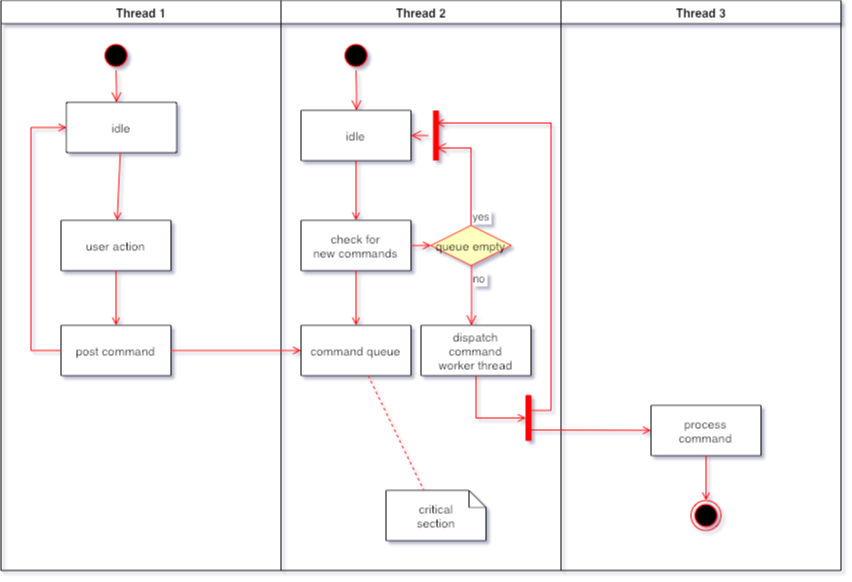 Thread 1
Thread 2
Thread 3
idle
idle
user action
check for
new commands
queue empty
yes
no
post command
command queue
dispatch
command
worker thread
process
command
critical
section